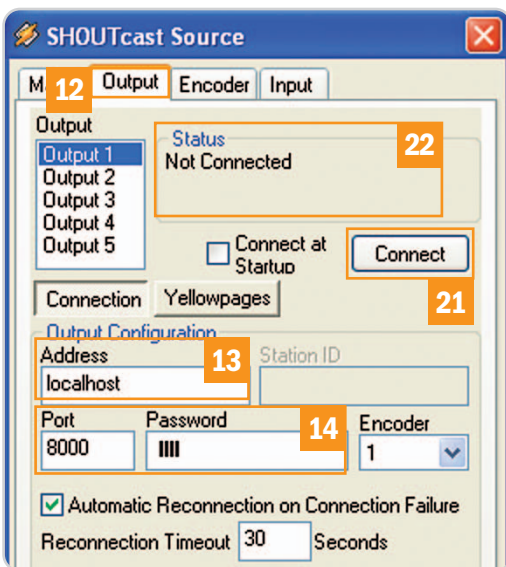 SHOUTcast Source
12 Output Encoder Input
Output
Output 1
Output 2
Output 3
Output 4
Output 5
Status 22
Not Connected
Connect at
Startup
Connect
21
Connection Yellowpages
Output Configuration
Address 13 Station ID
localhost
Port Password 14 Encoder
8000 1
Automatic Reconnection on Connection Failure
Reconnection Timeout 30 Seconds